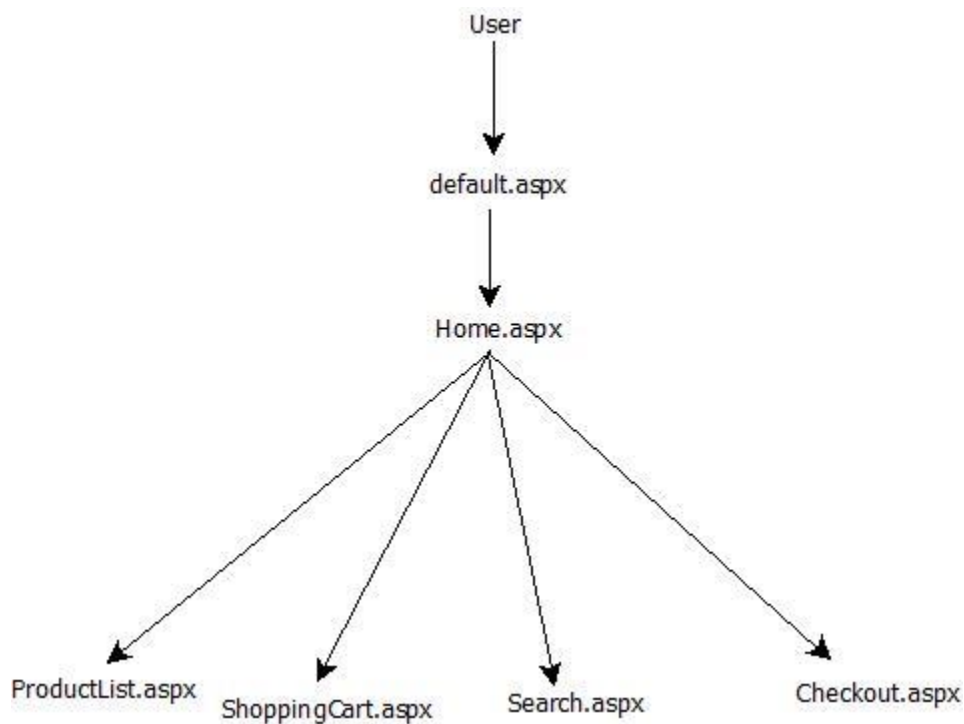 User
default.aspx
Home.aspx
ProductList.aspx
ShoppingCart.aspx
Search.aspx
Checkout.aspx